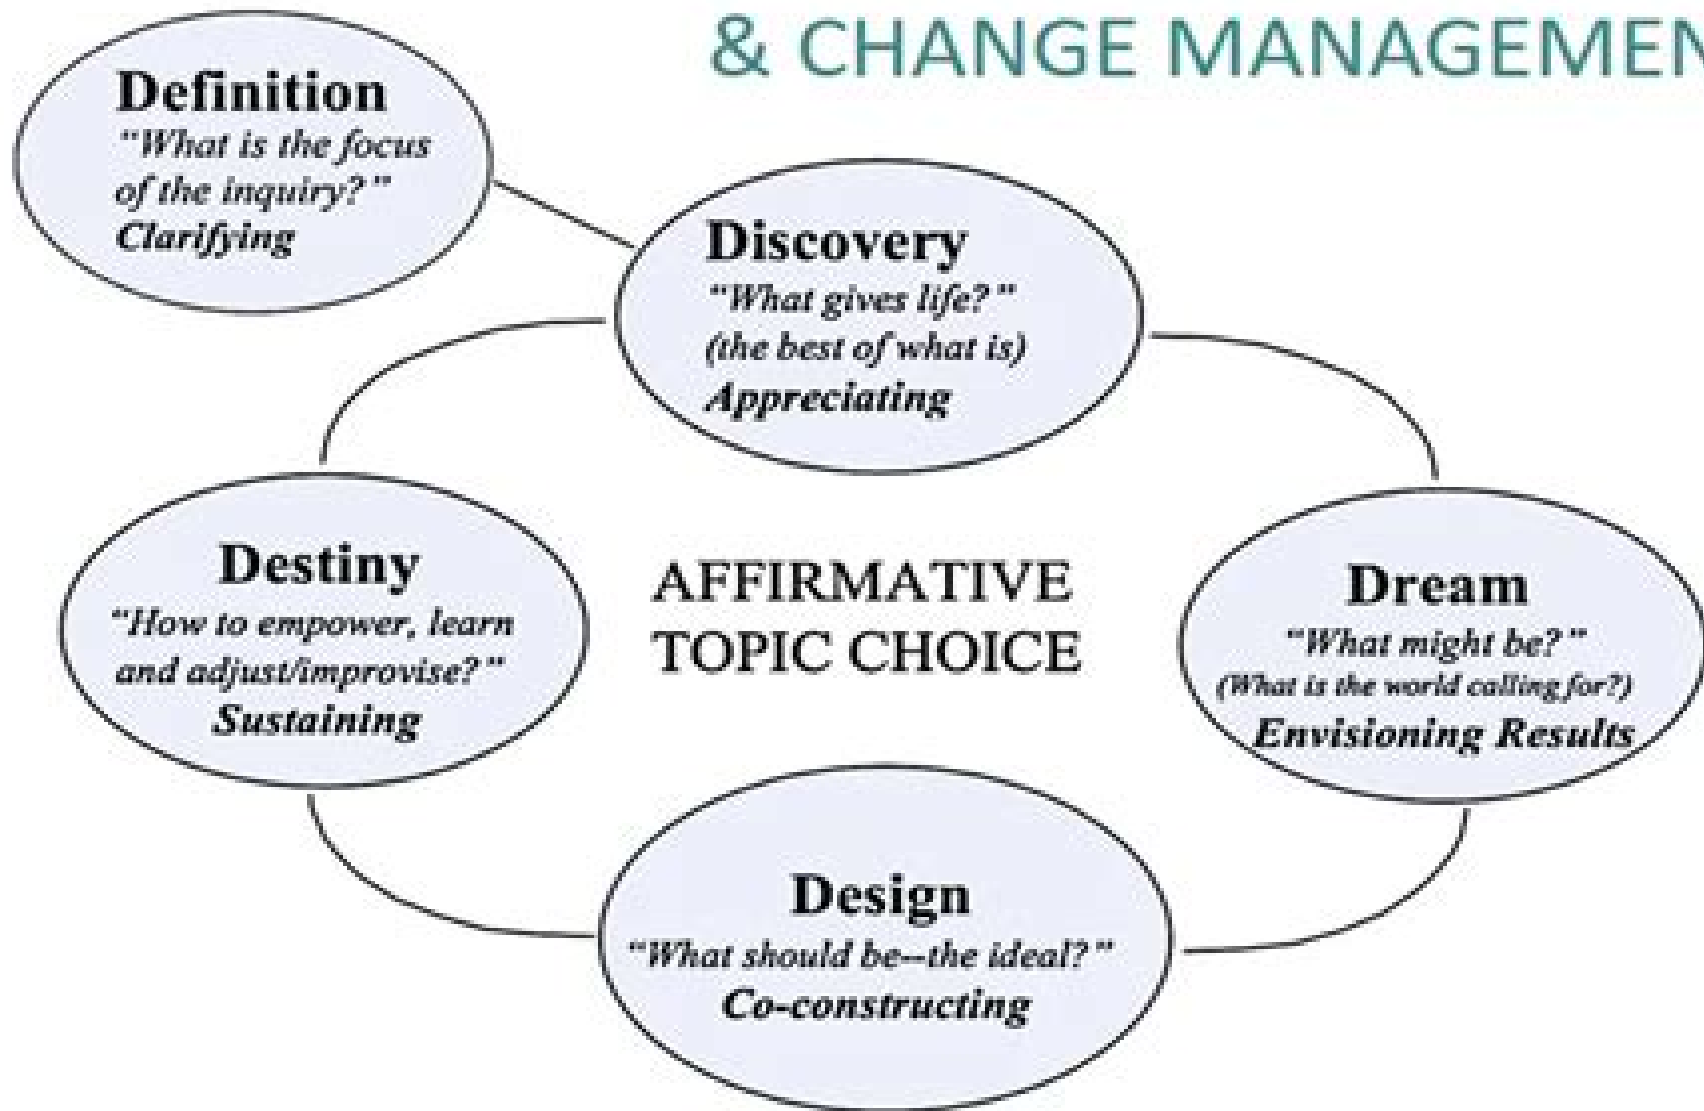 & CHANGE MANAGEMEN
Definition
"What is the focus
of the inquiry?"
Clarifying
Discovery
"What gives life?"
(the best of what is)
Appreciating
Destiny
"How to empower, learn
and adjust/improvise?"
Sustaining
AFFIRMATIVE
TOPIC CHOICE
Dream
"What might be?"
(What is the world calling for?)
Envisioning Results
Design
"What should be--the ideal?"
Co-constructing